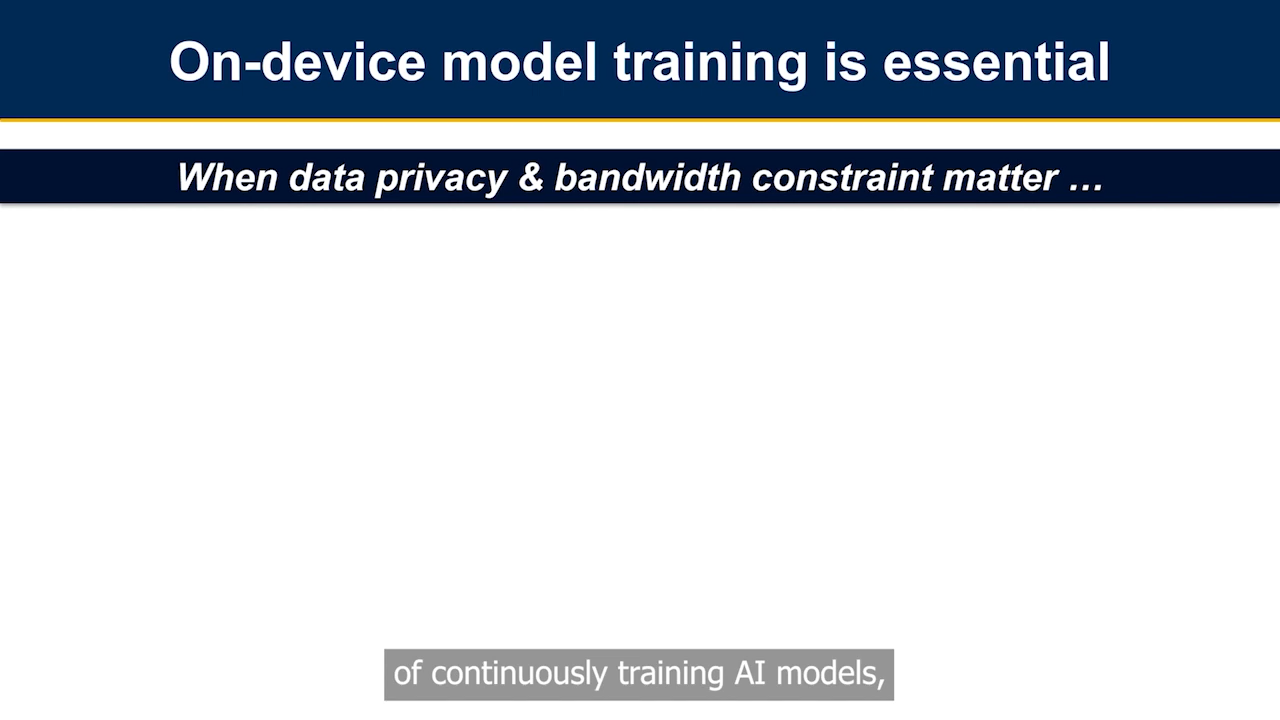 On-device model training is essential
When data privacy & bandwidth constraint matter …
of continuously training AI models,